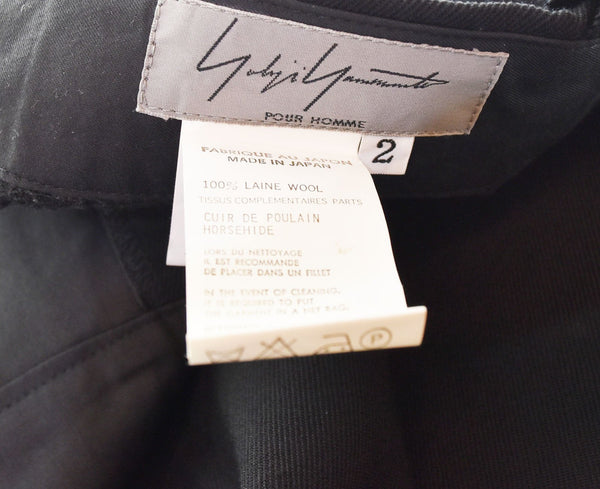 Yohji Yamamoto
POUR HOMME
2
FABRIQUE AU JAPON
MADE IN JAPAN
100% LAINE WOOL
TISSUS COMPLEMENTAIRES PARTS
CUIR DE POULAIN
HORSEHIDE
LORS DU NETTOYAGE
IL EST RECOMMANDE
DE PLACER DANS UN FILLET
IN THE EVENT OF CLEANING,
IT IS REQUIRED TO PUT
THE GARMENT IN A NET BAG.
P